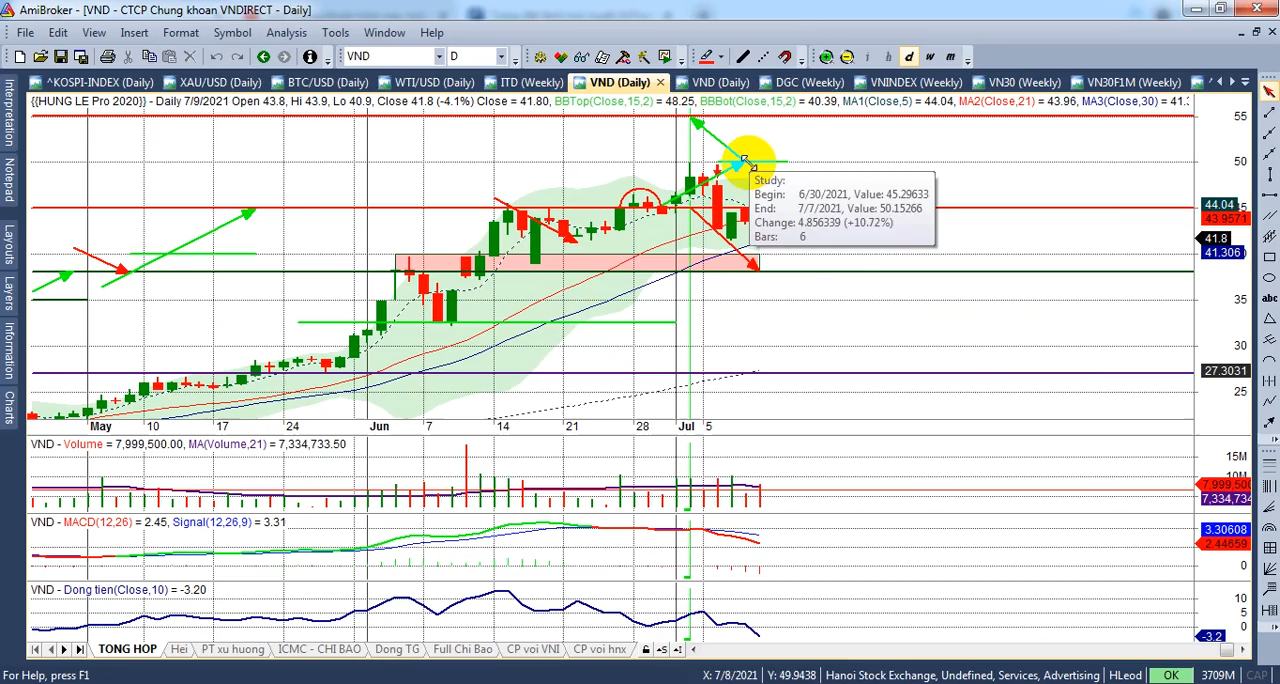 AmiBroker - [VND - CTCP Chung khoan VNDIRECT - Daily]
File Edit View Insert Format Symbol Analysis Tools Window Help
VND D i h d w m
^KOSPI-INDEX (Daily) XAU/USD (Daily) BTC/USD (Daily) WTI/USD (Daily) ITD (Weekly) VND (Daily) VND (Daily) DGC (Weekly) VNINDEX (Weekly) VN30 (Weekly) VN30F1M (Weekly)
{{HUNG LE Pro 2020}} - Daily 7/9/2021 Open 43.8, Hi 43.9, Lo 40.9, Close 41.8 (-4.1%) Close = 41.80, BBTop(Close,15,2) = 48.25, BBBot(Close,15,2) = 40.39, MA1(Close,5) = 44.04, MA2(Close,21) = 43.96, MA3(Close,30) = 41.
Interpretation
Notepad
Layouts
Layers
Information
Charts
55
50
Study:
Begin: 6/30/2021, Value: 45.29633
End: 7/7/2021, Value: 50.15266
Change: 4.856339 (+10.72%)
Bars: 6
44.04
43.9571
41.8
41.306
35
30
27.3031
25
May 10 17 24 Jun 7 14 21 28 Jul 5
VND - Volume = 7,999,500.00, MA(Volume,21) = 7,334,733.50
15M
10M
7,999,500
7,334,734
VND - MACD(12,26) = 2.45, Signal(12,26,9) = 3.31
3.30608
2.44659
0
VND - Dong tien(Close,10) = -3.20
10
5
0
-3.2
TONG HOP Hei PT xu huong ICMC - CHI BAO Dong TG Full Chi Bao CP voi VNI CP voi hnx
abc
For Help, press F1 X: 7/8/2021 Y: 49.9438 Hanoi Stock Exchange, Undefined, Services, Advertising HLeod OK 3709M CAP